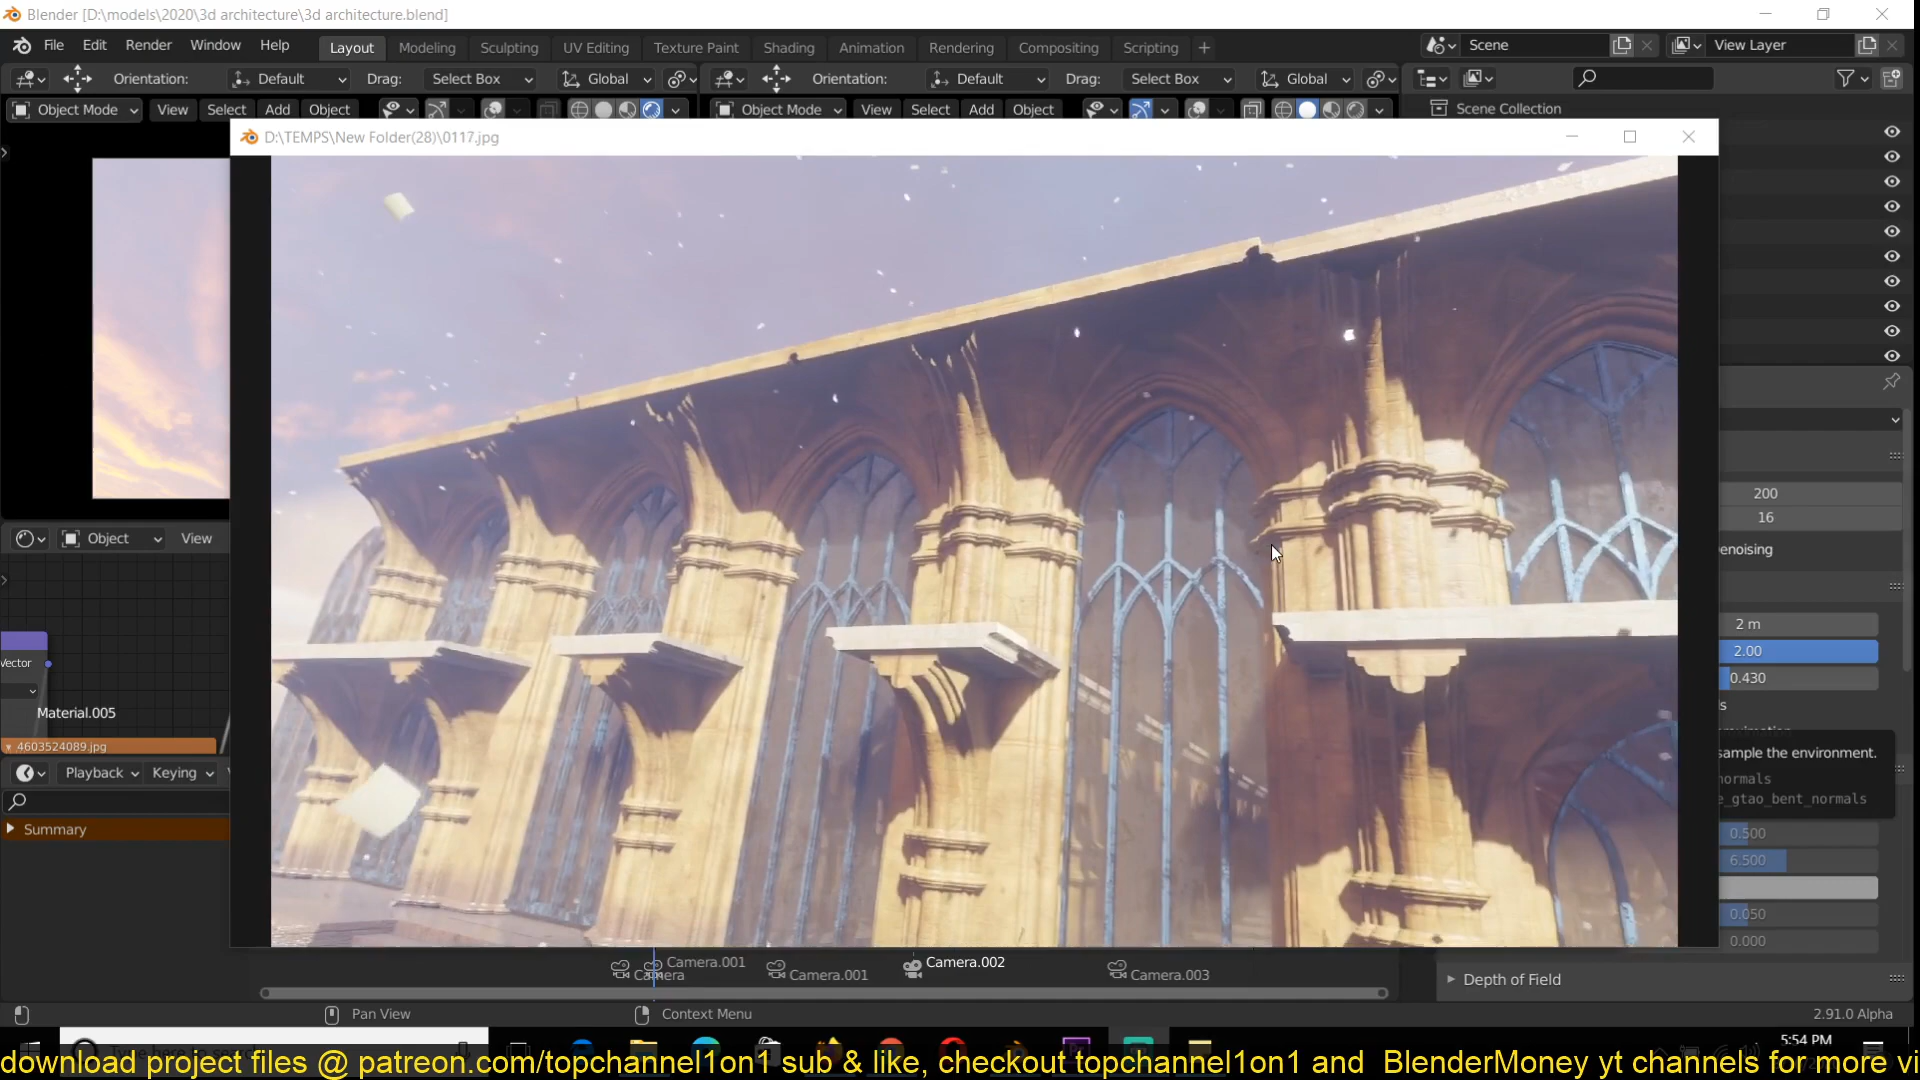 Blender [D:\models\2020\3d architecture\3d architecture.blend]
File Edit Render Window Help Layout Modeling Sculpting UV Editing Texture Paint Shading Animation Rendering Compositing Scripting + Scene View Layer
Orientation: Default Drag: Select Box Global Orientation: Default Drag: Select Box Global
Object Mode View Select Add Object Object Mode View Select Add Object Scene Collection
D:\TEMPS\New Folder(28)\0117.jpg
200
16
Object View
enoising
2 m
Vector
2.00
0.430
s
Material.005
4603524089.jpg
sample the environment.
Playback Keying
normals
e_gtao_bent_normals
Summary
0.500
6.500
0.050
0.000
Camera.001 Camera.002
Camera Camera.001 Camera.003
Depth of Field
Pan View Context Menu 2.91.0 Alpha
5:54 PM
download project files @ patreon.com/topchannel1on1 sub & like, checkout topchannel1on1 and BlenderMoney yt channels for more vi